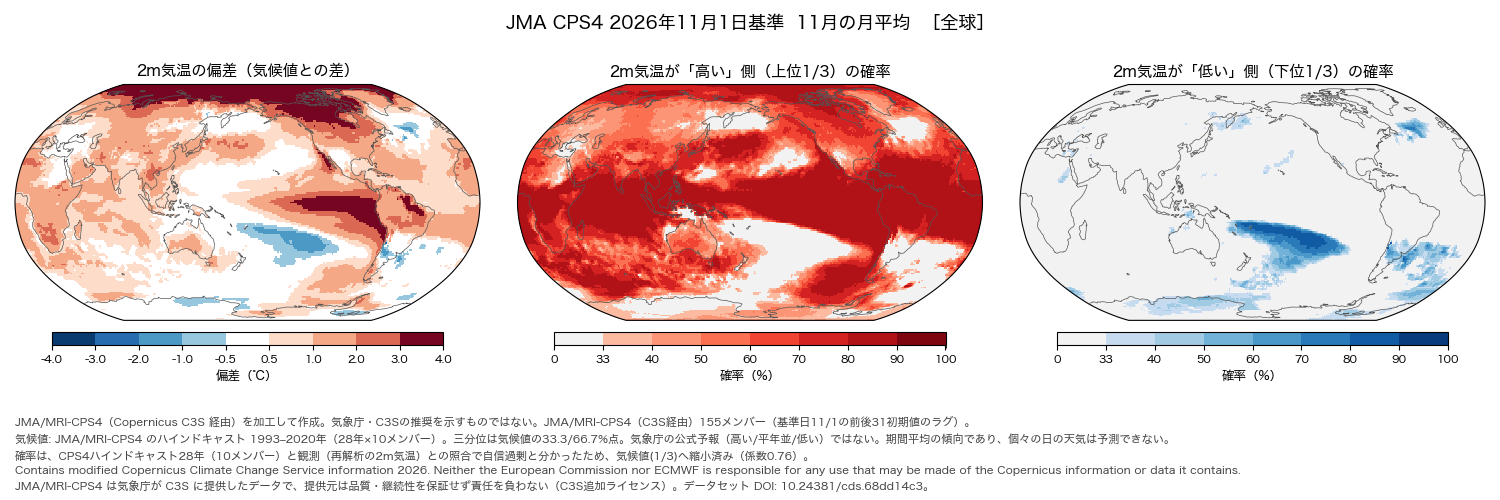 JMA CPS4 2026年11月1日基準  11月の月平均  ［全球］
2m気温の偏差（気候値との差）
2m気温が「高い」側（上位1/3）の確率
2m気温が「低い」側（下位1/3）の確率
-4.0 -3.0 -2.0 -1.0 -0.5 0.5 1.0 2.0 3.0 4.0
偏差（℃）
0 33 40 50 60 70 80 90 100
確率（%）
0 33 40 50 60 70 80 90 100
確率（%）
JMA/MRI-CPS4（Copernicus C3S 経由）を加工して作成。気象庁・C3Sの推奨を示すものではない。JMA/MRI-CPS4（C3S経由）155メンバー（基準日11/1の前後31初期値のラグ）。
気候値: JMA/MRI-CPS4 のハインドキャスト 1993–2020年（28年×10メンバー）。三分位は気候値の33.3/66.7%点。気象庁の公式予報（高い/平年並/低い）ではない。期間平均の傾向であり、個々の日の天気は予測できない。
確率は、CPS4ハインドキャスト28年（10メンバー）と観測（再解析の2m気温）との照合で自信過剰と分かったため、気候値(1/3)へ縮小済み（係数0.76）。
Contains modified Copernicus Climate Change Service information 2026. Neither the European Commission nor ECMWF is responsible for any use that may be made of the Copernicus information or data it contains.
JMA/MRI-CPS4 は気象庁が C3S に提供したデータで、提供元は品質・継続性を保証せず責任を負わない（C3S追加ライセンス）。データセット DOI: 10.24381/cds.68dd14c3。